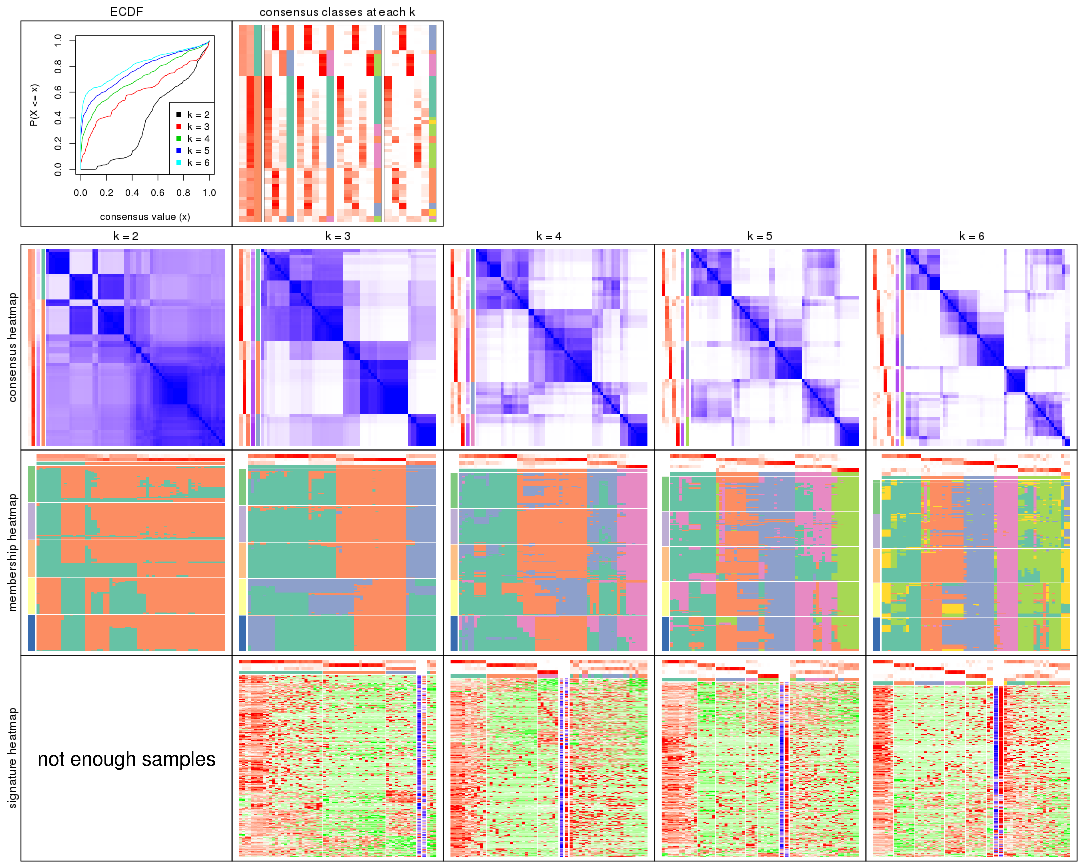 ECDF
consensus classes at each k
P(X <= x)
0.0 0.2 0.4 0.6 0.8 1.0
k = 2
k = 3
k = 4
k = 5
k = 6
0.0 0.2 0.4 0.6 0.8 1.0
consensus value (x)
k = 2 k = 3 k = 4 k = 5 k = 6
consensus heatmap
membership heatmap
signature heatmap
not enough samples